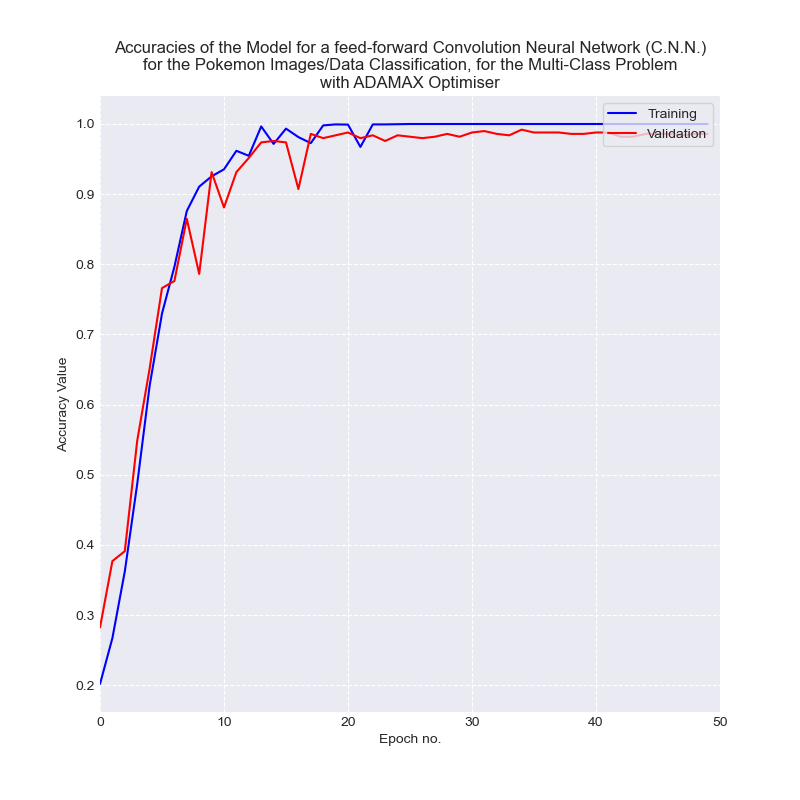 Accuracies of the Model for a feed-forward Convolution Neural Network (C.N.N.)
for the Pokemon Images/Data Classification, for the Multi-Class Problem
with ADAMAX Optimiser
Training
Validation
1.0
0.9
0.8
0.7
0.6
0.5
0.4
0.3
0.2
Accuracy Value
0 10 20 30 40 50
Epoch no.